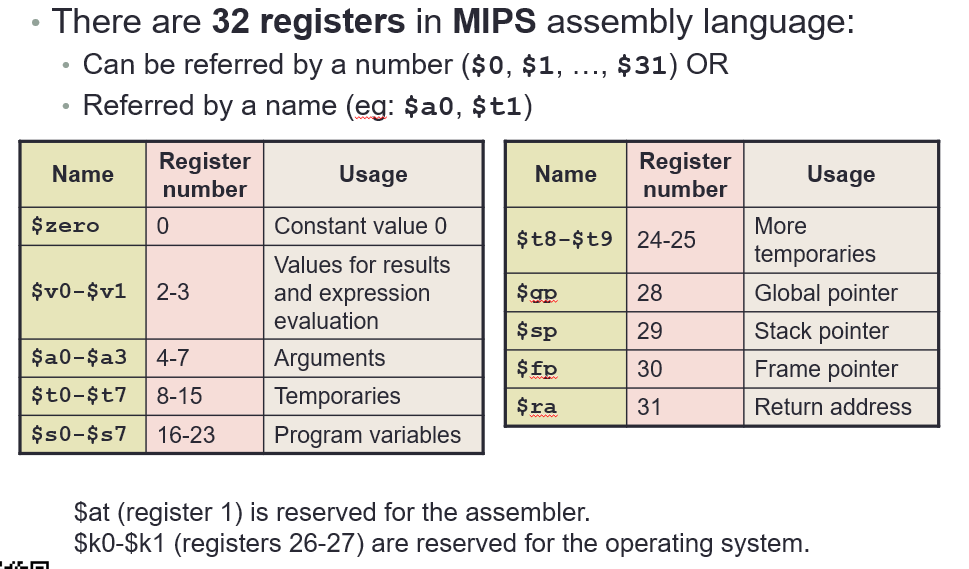 • There are 32 registers in MIPS assembly language:
• Can be referred by a number ($0, $1, …, $31) OR
• Referred by a name (eg: $a0, $t1)
Name Register number Usage
$zero 0 Constant value 0
$v0-$v1 2-3 Values for results and expression evaluation
$a0-$a3 4-7 Arguments
$t0-$t7 8-15 Temporaries
$s0-$s7 16-23 Program variables
Name Register number Usage
$t8-$t9 24-25 More temporaries
$gp 28 Global pointer
$sp 29 Stack pointer
$fp 30 Frame pointer
$ra 31 Return address
$at (register 1) is reserved for the assembler.
$k0-$k1 (registers 26-27) are reserved for the operating system.